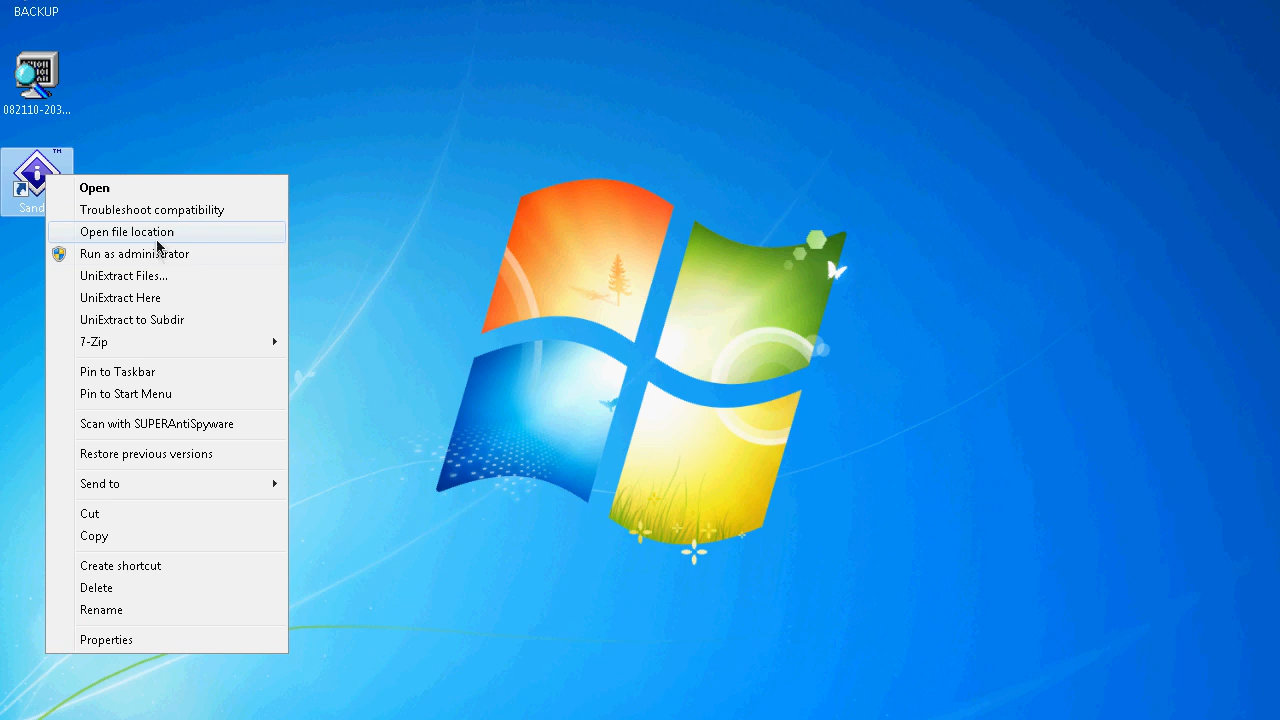 BACKUP
082110-203...
TM
Sand
Open
Troubleshoot compatibility
Open file location
Run as administrator
UniExtract Files...
UniExtract Here
UniExtract to Subdir
7-Zip
Pin to Taskbar
Pin to Start Menu
Scan with SUPERAntiSpyware
Restore previous versions
Send to
Cut
Copy
Create shortcut
Delete
Rename
Properties